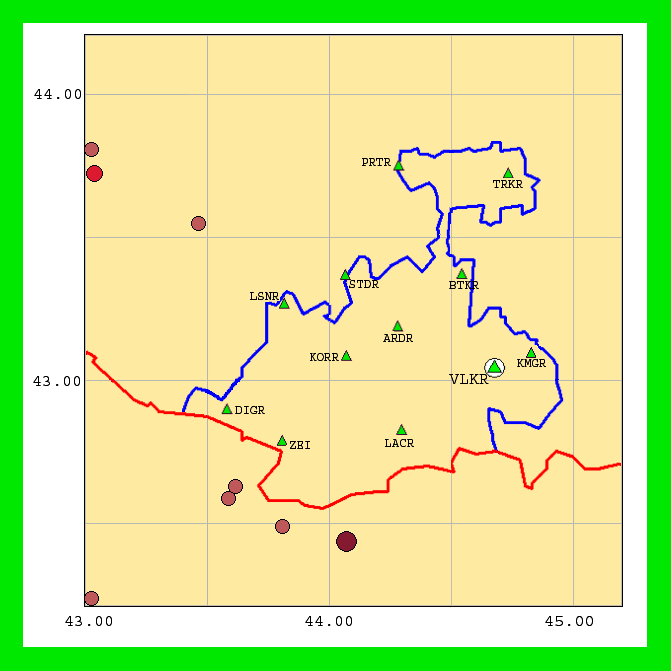 44.00
PRTR
TRKR
STDR
BTKR
LSNR
ARDR
KORR
KMGR
VLKR
43.00
DIGR
ZEI
LACR
43.00 44.00 45.00